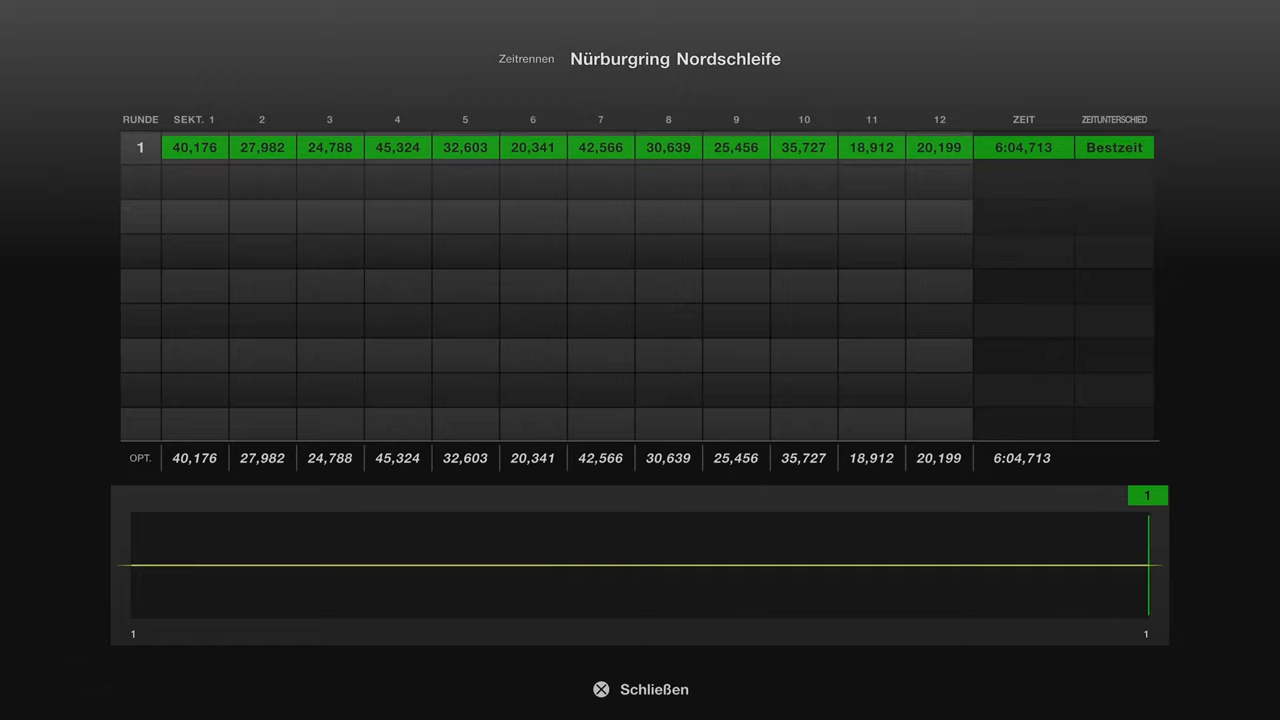 Zeitrennen Nürburgring Nordschleife
RUNDE SEKT. 1 2 3 4 5 6 7 8 9 10 11 12 ZEIT ZEITUNTERSCHIED
1 40,176 27,982 24,788 45,324 32,603 20,341 42,566 30,639 25,456 35,727 18,912 20,199 6:04,713 Bestzeit
OPT. 40,176 27,982 24,788 45,324 32,603 20,341 42,566 30,639 25,456 35,727 18,912 20,199 6:04,713
1
1 1
Schließen